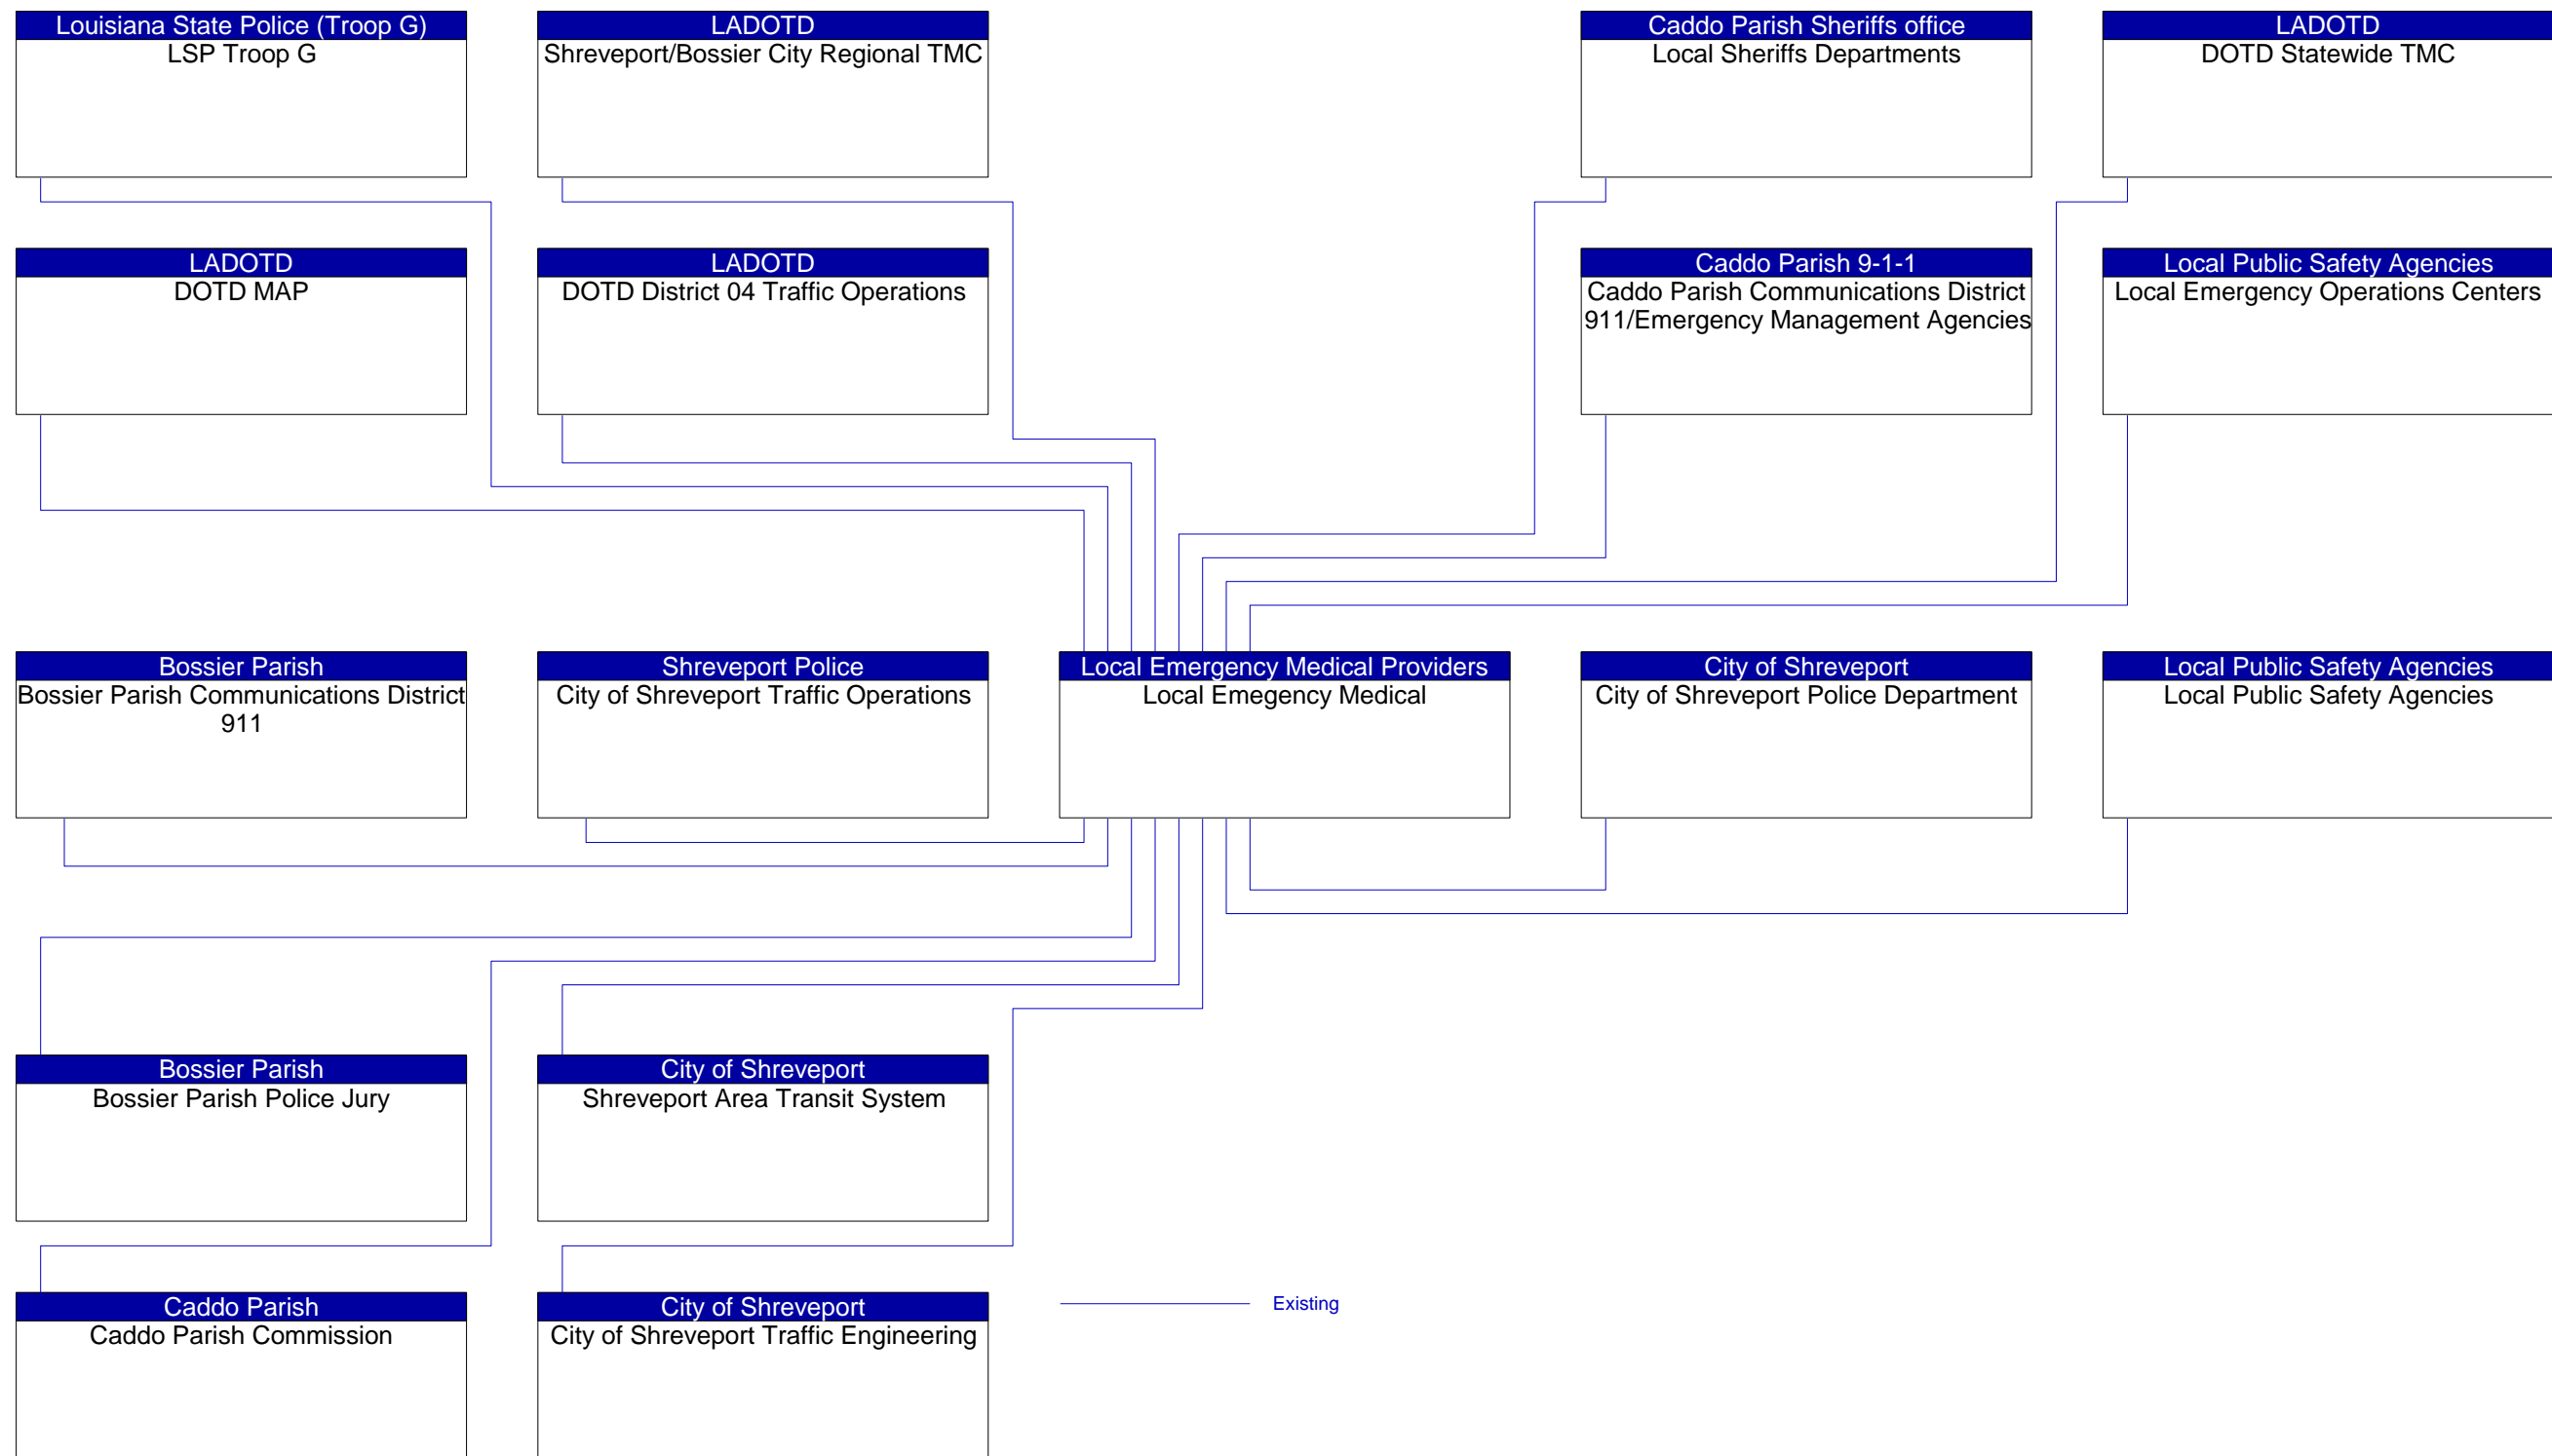 Louisiana State Police (Troop G)
LSP Troop G
LADOTD
Shreveport/Bossier City Regional TMC
Caddo Parish Sheriffs office
Local Sheriffs Departments
LADOTD
DOTD Statewide TMC
LADOTD
DOTD MAP
LADOTD
DOTD District 04 Traffic Operations
Caddo Parish 9-1-1
Caddo Parish Communications District
911/Emergency Management Agencies
Local Public Safety Agencies
Local Emergency Operations Centers
Bossier Parish
Bossier Parish Communications District
911
Shreveport Police
City of Shreveport Traffic Operations
Local Emergency Medical Providers
Local Emegency Medical
City of Shreveport
City of Shreveport Police Department
Local Public Safety Agencies
Local Public Safety Agencies
Bossier Parish
Bossier Parish Police Jury
City of Shreveport
Shreveport Area Transit System
Caddo Parish
Caddo Parish Commission
City of Shreveport
City of Shreveport Traffic Engineering
Existing